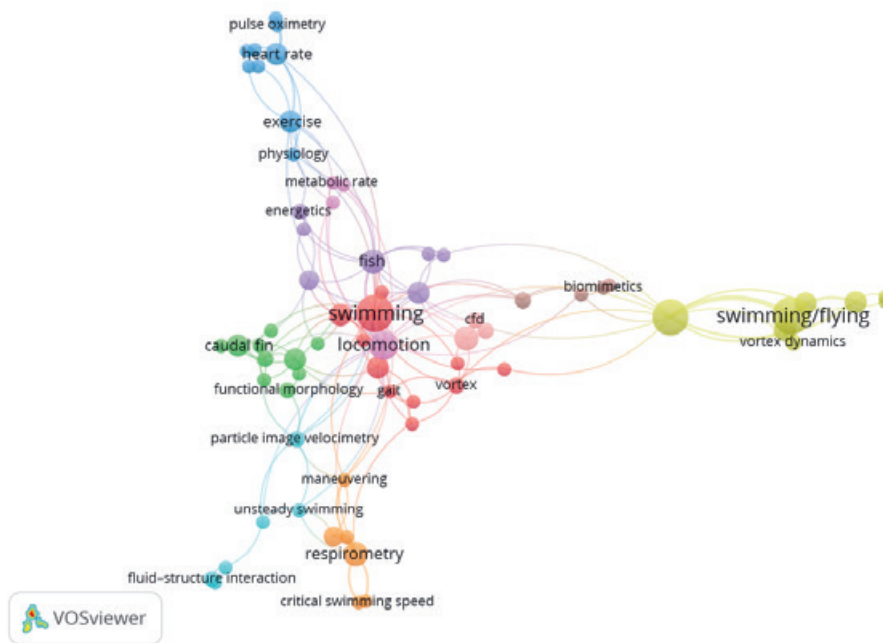 pulse oximetry
heart rate
exercise
physiology
metabolic rate
energetics
fish
biomimetics
swimming
cfd
swimming/flying
caudal fin
locomotion
vortex dynamics
functional morphology
gait
vortex
particle image velocimetry
maneuvering
unsteady swimming
respirometry
fluid–structure interaction
critical swimming speed
VOSviewer